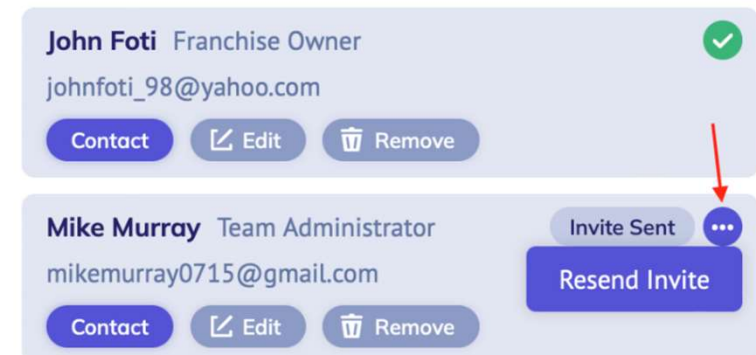 John Foti Franchise Owner
johnfoti_98@yahoo.com
Contact Edit Remove
Mike Murray Team Administrator Invite Sent
mikemurray0715@gmail.com Resend Invite
Contact Edit Remove